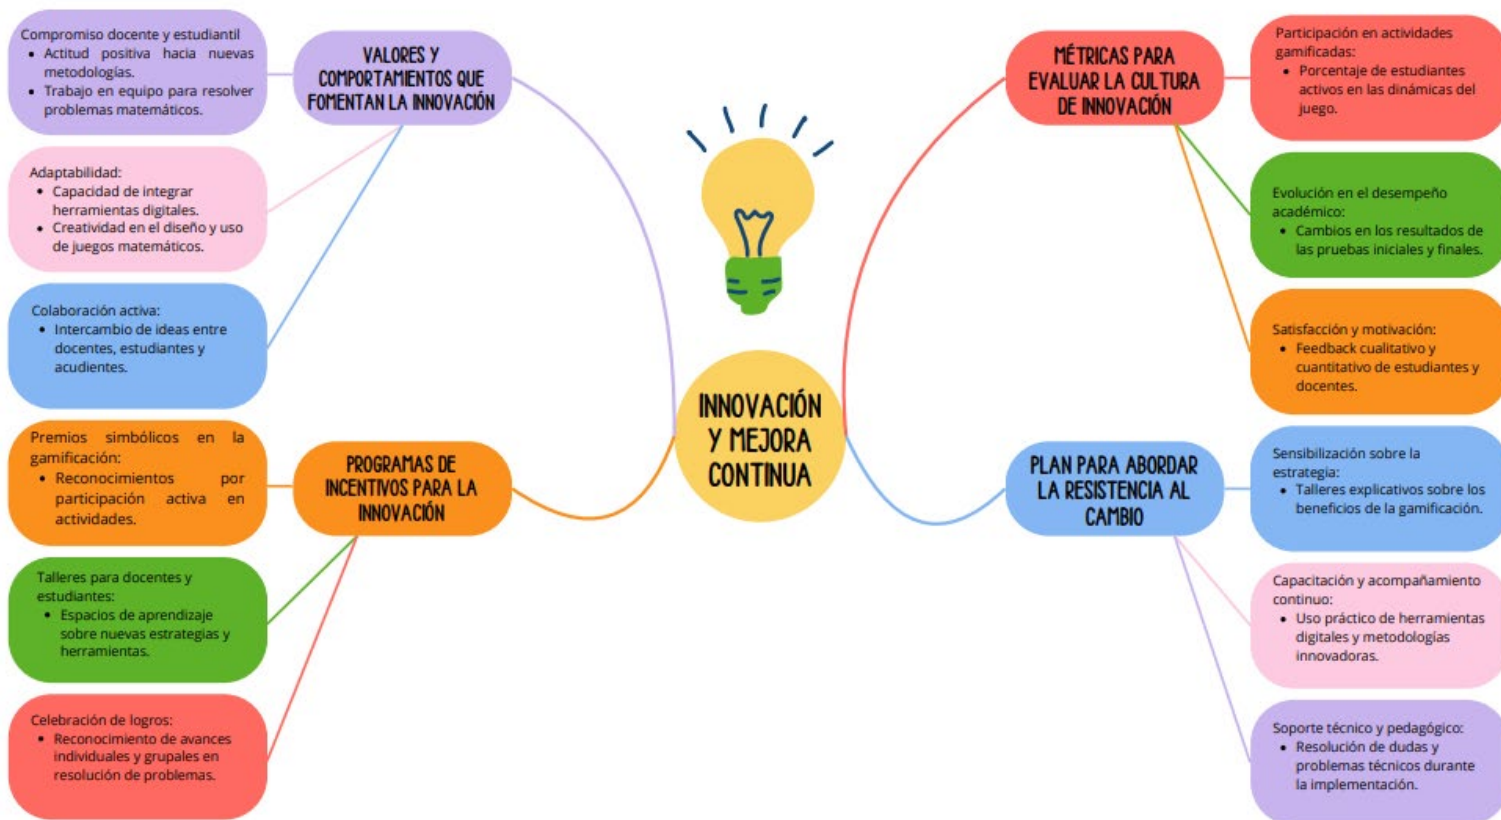 Compromiso docente y estudiantil
• Actitud positiva hacia nuevas
metodologías.
• Trabajo en equipo para resolver
problemas matemáticos.
VALORES Y
COMPORTAMIENTOS QUE
FOMENTAN LA INNOVACIÓN
Adaptabilidad:
• Capacidad de integrar
herramientas digitales.
• Creatividad en el diseño y uso
de juegos matemáticos.
Colaboración activa:
• Intercambio de ideas entre
docentes, estudiantes y
acudientes.
Premios simbólicos en la
gamificación:
• Reconocimientos por
participación activa en
actividades.
PROGRAMAS DE
INCENTIVOS PARA LA
INNOVACIÓN
Talleres para docentes y
estudiantes:
• Espacios de aprendizaje
sobre nuevas estrategias y
herramientas.
Celebración de logros:
• Reconocimiento de avances
individuales y grupales en
resolución de problemas.
INNOVACIÓN
Y MEJORA
CONTINUA
MÉTRICAS PARA
EVALUAR LA CULTURA
DE INNOVACIÓN
Participación en actividades
gamificadas:
• Porcentaje de estudiantes
activos en las dinámicas del
juego.
Evolución en el desempeño
académico:
• Cambios en los resultados de
las pruebas iniciales y finales.
Satisfacción y motivación:
• Feedback cualitativo y
cuantitativo de estudiantes y
docentes.
PLAN PARA ABORDAR
LA RESISTENCIA AL
CAMBIO
Sensibilización sobre la
estrategia:
• Talleres explicativos sobre los
beneficios de la gamificación.
Capacitación y acompañamiento
continuo:
• Uso práctico de herramientas
digitales y metodologías
innovadoras.
Soporte técnico y pedagógico:
• Resolución de dudas y
problemas técnicos durante
la implementación.